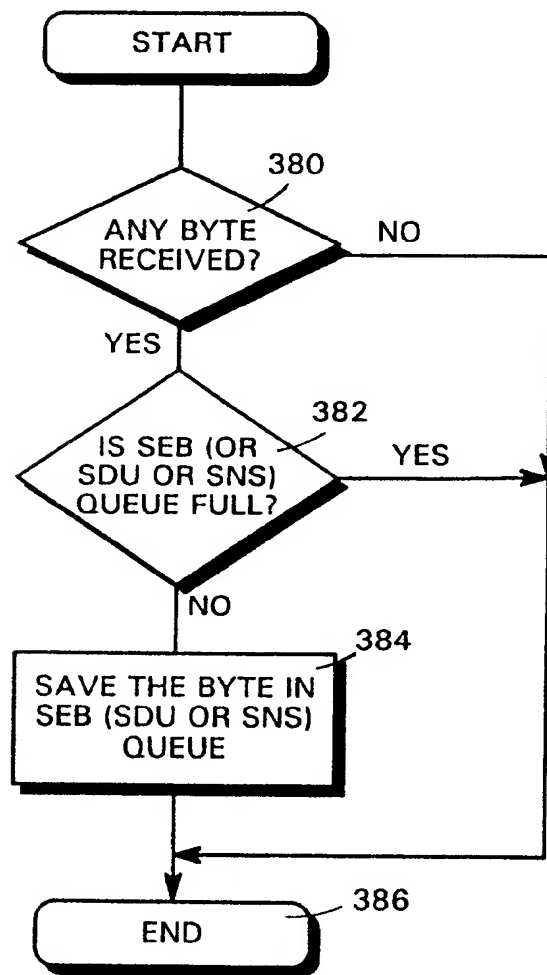 START
380
ANY BYTE
RECEIVED?
NO
YES
382
IS SEB (OR
SDU OR SNS)
QUEUE FULL?
YES
NO
384
SAVE THE BYTE IN
SEB (SDU OR SNS)
QUEUE
386
END